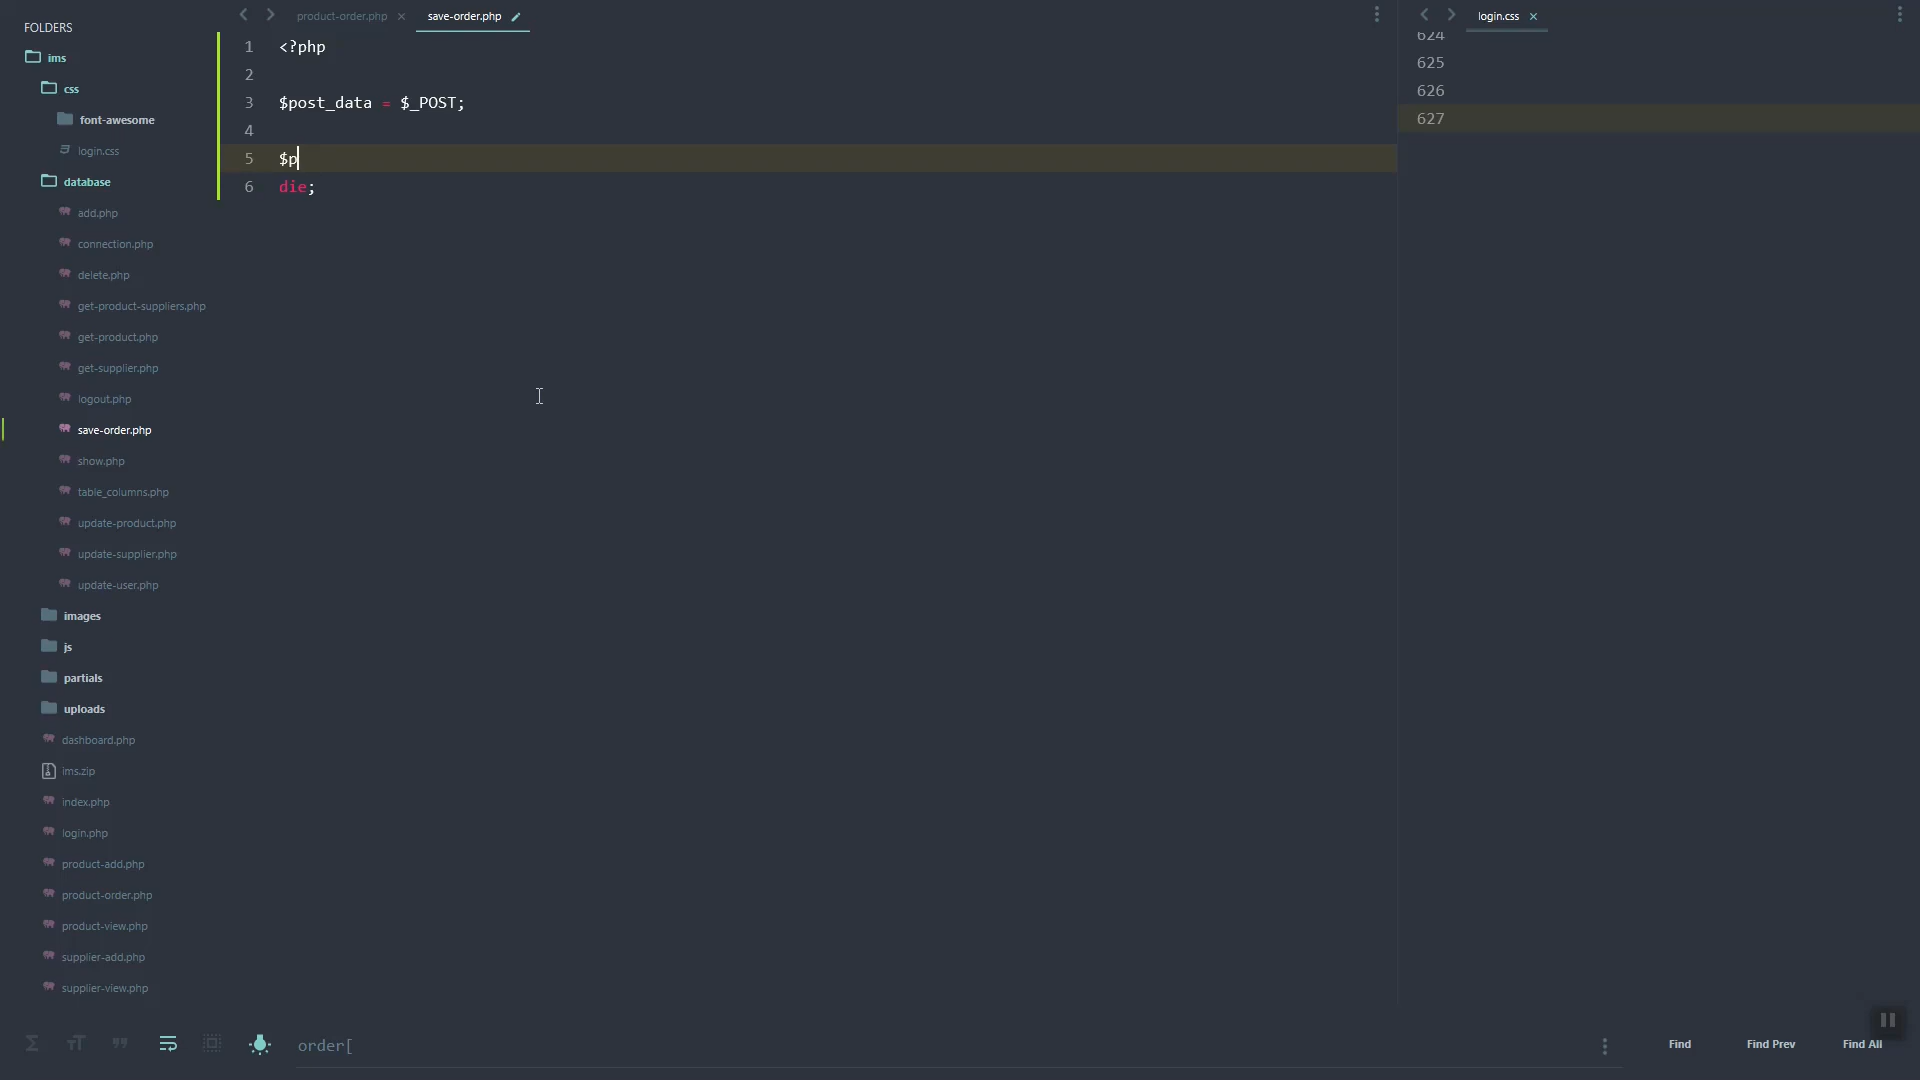 FOLDERS
ims
css
font-awesome
login.css
database
add.php
connection.php
delete.php
get-product-suppliers.php
get-product.php
get-supplier.php
logout.php
save-order.php
show.php
table_columns.php
update-product.php
update-supplier.php
update-user.php
images
js
partials
uploads
dashboard.php
ims.zip
index.php
login.php
product-add.php
product-order.php
product-view.php
supplier-add.php
supplier-view.php
product-order.php
save-order.php
1 <?php
2
3 $post_data = $_POST;
4
5 $p
6 die;
login.css
624
625
626
627
order[
Find
Find Prev
Find All